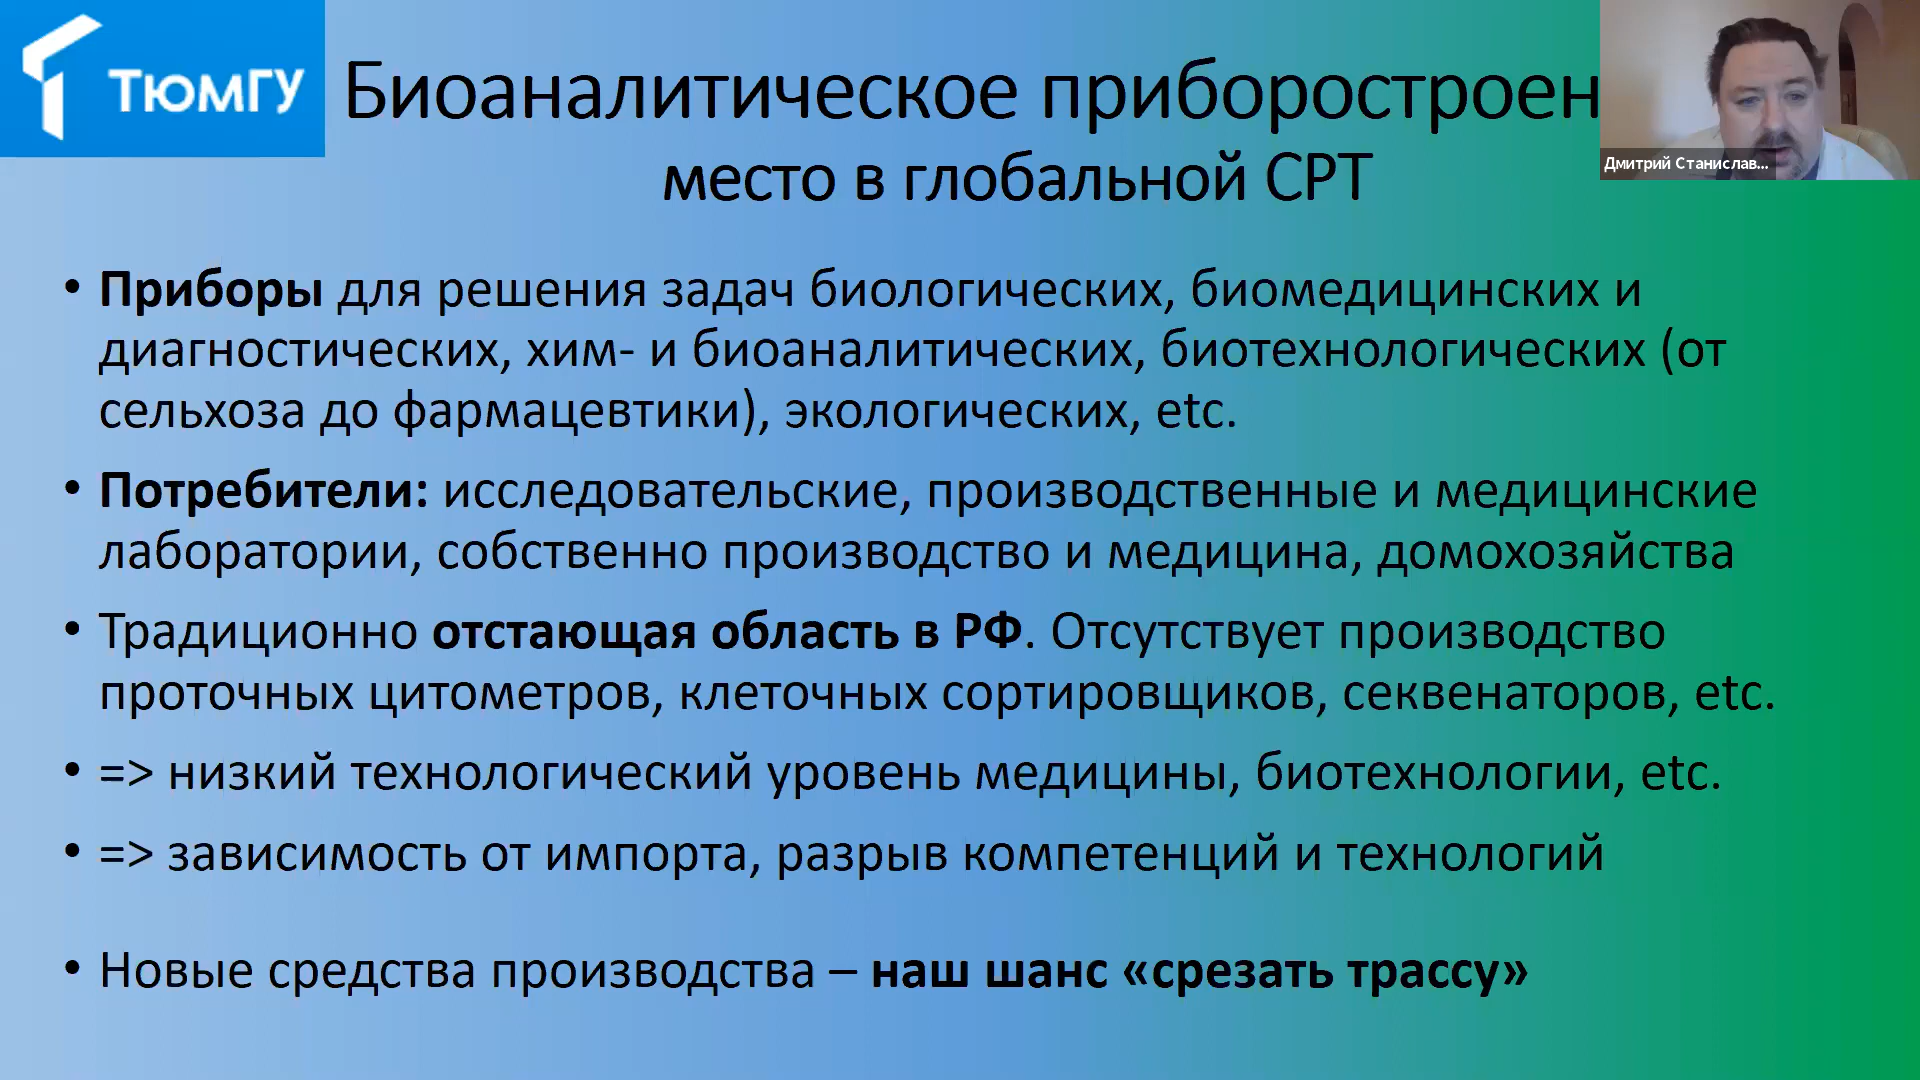 ТюмГУ
Биоаналитическое приборостроен
место в глобальной СРТ
Дмитрий Станислав...
• Приборы для решения задач биологических, биомедицинских и
диагностических, хим- и биоаналитических, биотехнологических (от
сельхоза до фармацевтики), экологических, etc.
• Потребители: исследовательские, производственные и медицинские
лаборатории, собственно производство и медицина, домохозяйства
• Традиционно отстающая область в РФ. Отсутствует производство
проточных цитометров, клеточных сортировщиков, секвенаторов, etc.
• => низкий технологический уровень медицины, биотехнологии, etc.
• => зависимость от импорта, разрыв компетенций и технологий
• Новые средства производства – наш шанс «срезать трассу»